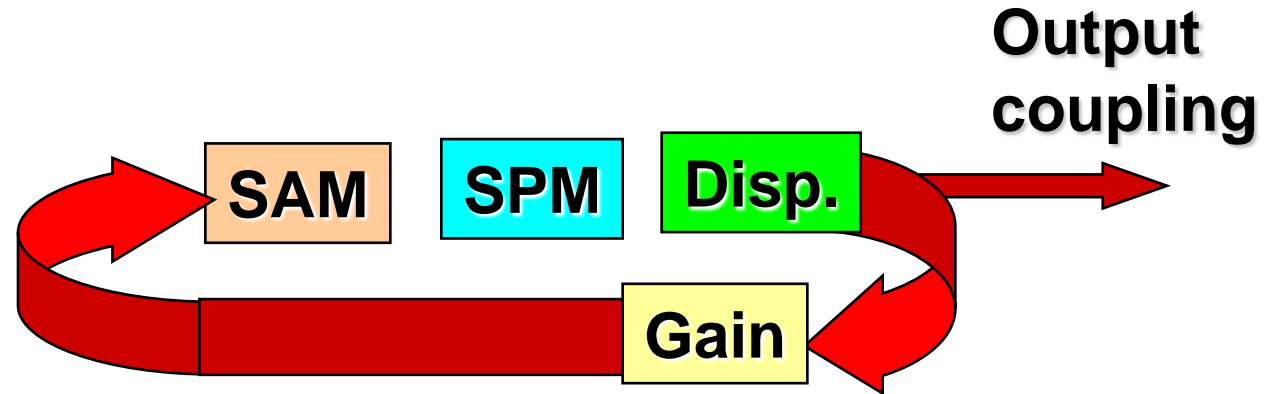 Output
coupling
SAM
SPM
Disp.
Gain